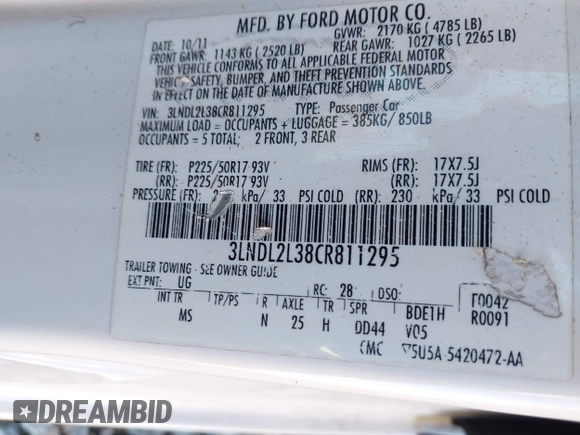 MFD. BY FORD MOTOR CO.
DATE: 10/11 GVWR: 2170 KG ( 4785 LB)
FRONT GAWR: 1143 KG ( 2520 LB) REAR GAWR: 1027 KG ( 2265 LB)
THIS VEHICLE CONFORMS TO ALL APPLICABLE FEDERAL MOTOR
VEHICLE SAFETY, BUMPER, AND THEFT PREVENTION STANDARDS
IN EFFECT ON THE DATE OF MANUFACTURE SHOWN ABOVE.
VIN: 3LNDL2L38CR811295 TYPE: Passenger Car
MAXIMUM LOAD = OCCUPANTS + LUGGAGE = 385KG/ 850LB
OCCUPANTS = 5 TOTAL; 2 FRONT, 3 REAR
TIRE (FR): P225/50R17 93V RIMS (FR): 17X7.5J
(RR): P225/50R17 93V (RR): 17X7.5J
PRESSURE (FR): kPa/ 33 PSI COLD (RR): 230 kPa/ 33 PSI COLD
3LNDL2L38CR811295
TRAILER TOWING - SEE OWNER GUIDE
EXT PNT: UG RC: 28 DSO: F0042
INT TR TP/PS R AXLE TR SPR BDE1H R0091
MS N 25 H DD44 V05
CMC 5U5A 5420472-AA
DREAMBID